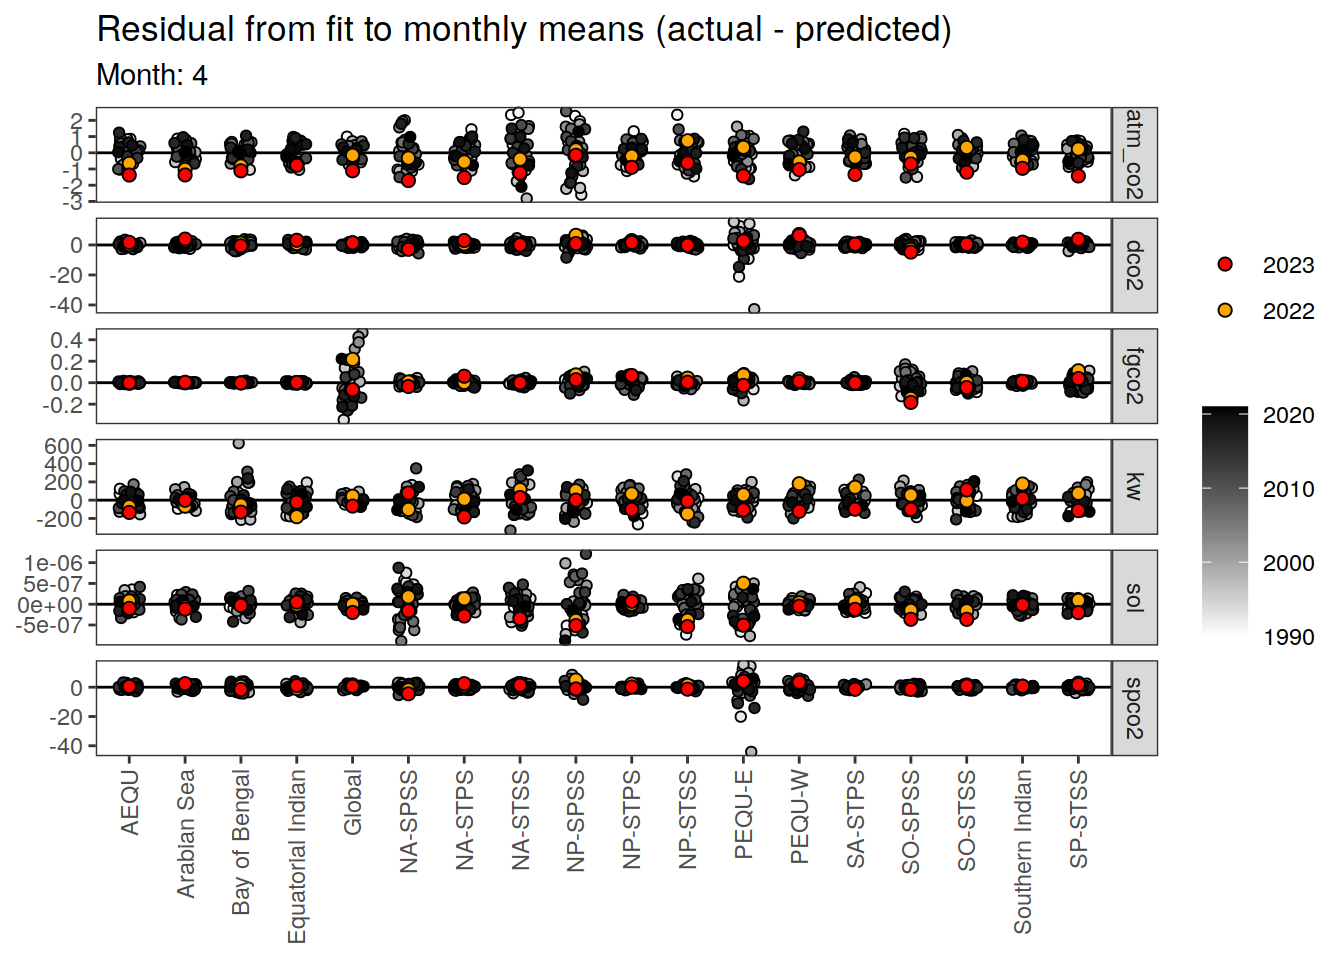 Residual from fit to monthly means (actual - predicted)
Month: 4
2
1
0
-1
-2
-3
atm_co2
0
-20
-40
dco2
0.4
0.2
0.0
-0.2
fgco2
600
400
200
0
-200
kw
1e-06
5e-07
0e+00
-5e-07
sol
0
-20
-40
spco2
AEQU
Arabian Sea
Bay of Bengal
Equatorial Indian
Global
NA-SPSS
NA-STPS
NA-STSS
NP-SPSS
NP-STPS
NP-STSS
PEQU-E
PEQU-W
SA-STPS
SO-SPSS
SO-STSS
Southern Indian
SP-STSS
2023
2022
2020
2010
2000
1990